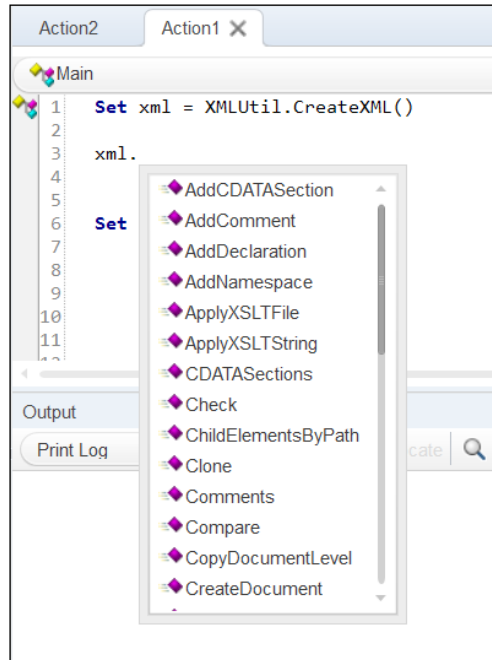 Action2 Action1
Main
1 Set xml = XMLUtil.CreateXML()
2
3 xml.
4
5
6 Set
7
8
9
10
11
AddCDATASection
AddComment
AddDeclaration
AddNamespace
ApplyXSLTFile
ApplyXSLTString
CDATASections
Check
ChildElementsByPath
Clone
Comments
Compare
CopyDocumentLevel
CreateDocument
Output
Print Log cate